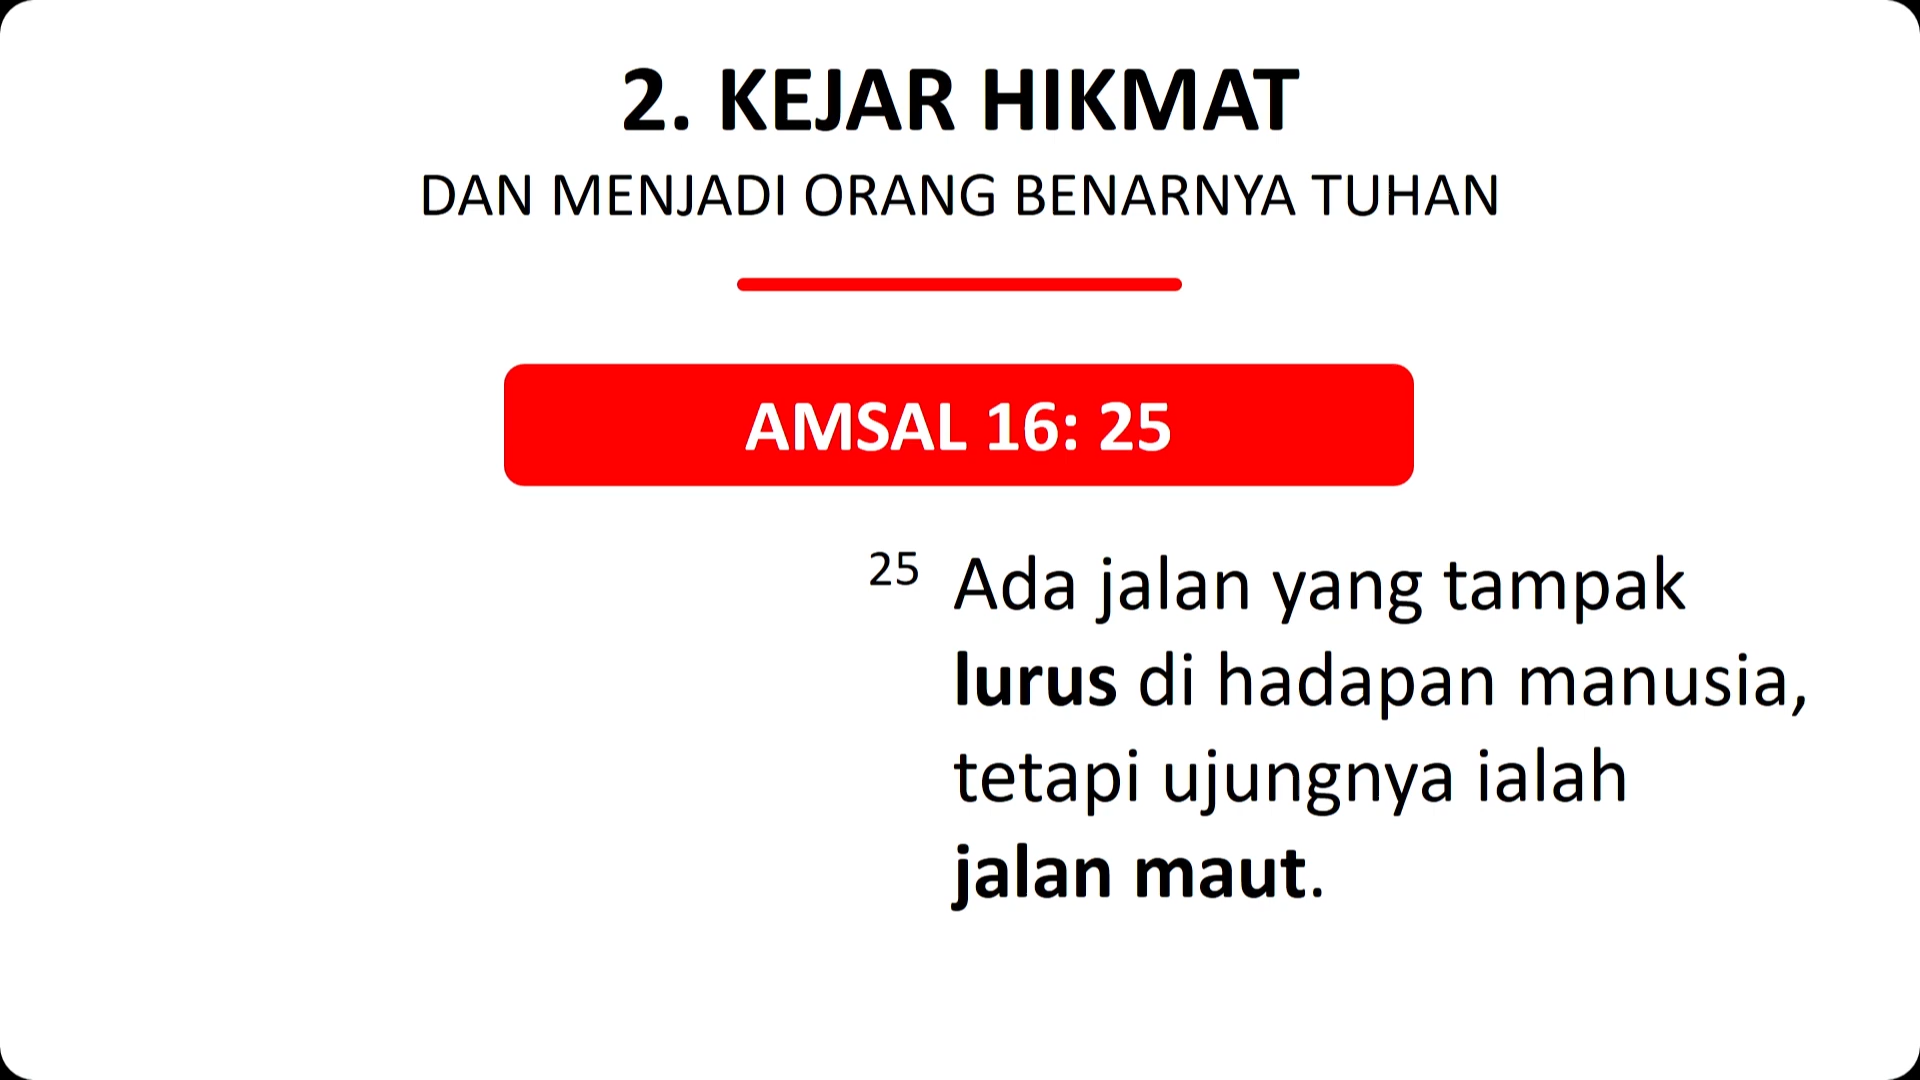 2. KEJAR HIKMAT
DAN MENJADI ORANG BENARNYA TUHAN
AMSAL 16: 25
25 Ada jalan yang tampak
lurus di hadapan manusia,
tetapi ujungnya ialah
jalan maut.